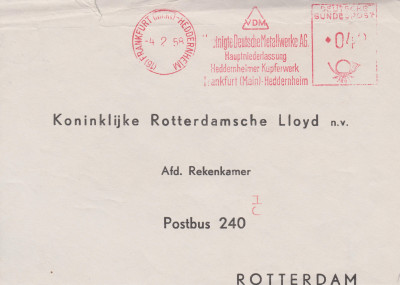 (16) FRANKFURT (MAIN)-HEDDERNHEIM
-4. 2. 58
VDM
Deutsche Metallwerke AG.
Hauptniederlassung
Heddernheimer Kupferwerk
Frankfurt (Main)-Heddernheim
DEUTSCHE
BUNDESPOST
Koninklijke Rotterdamsche Lloyd n.v.
Afd. Rekenkamer
Postbus 240
ROTTERDAM